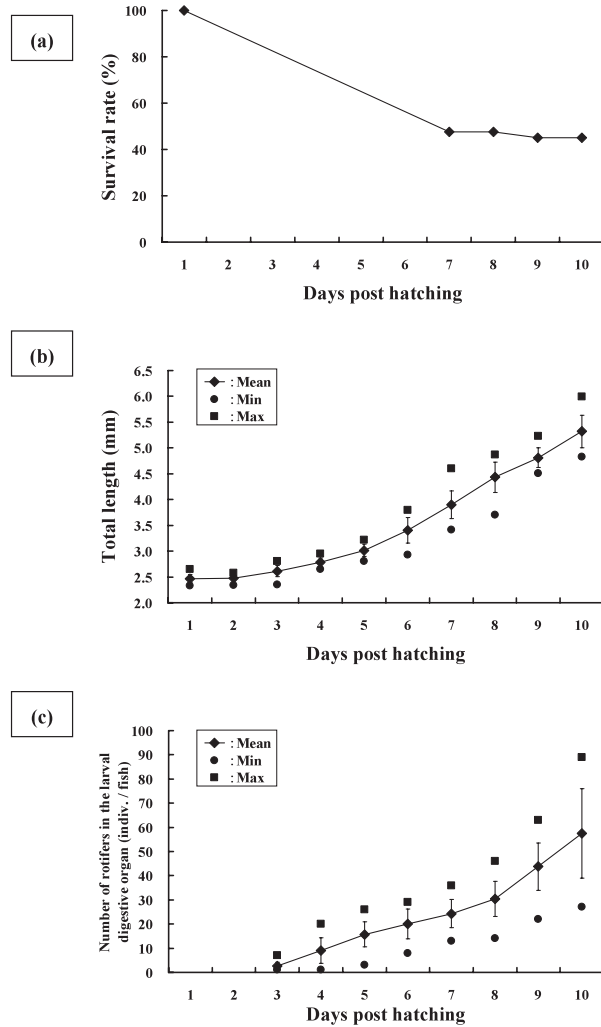 (a)
Survival rate (%)
100
80
60
40
20
0
1 2 3 4 5 6 7 8 9 10
Days post hatching
(b)
Total length (mm)
6.5
6.0
5.5
5.0
4.5
4.0
3.5
3.0
2.5
2.0
: Mean
: Min
: Max
1 2 3 4 5 6 7 8 9 10
Days post hatching
(c)
Number of rotifers in the larval
digestive organ (indiv. / fish)
100
90
80
70
60
50
40
30
20
10
0
: Mean
: Min
: Max
1 2 3 4 5 6 7 8 9 10
Days post hatching